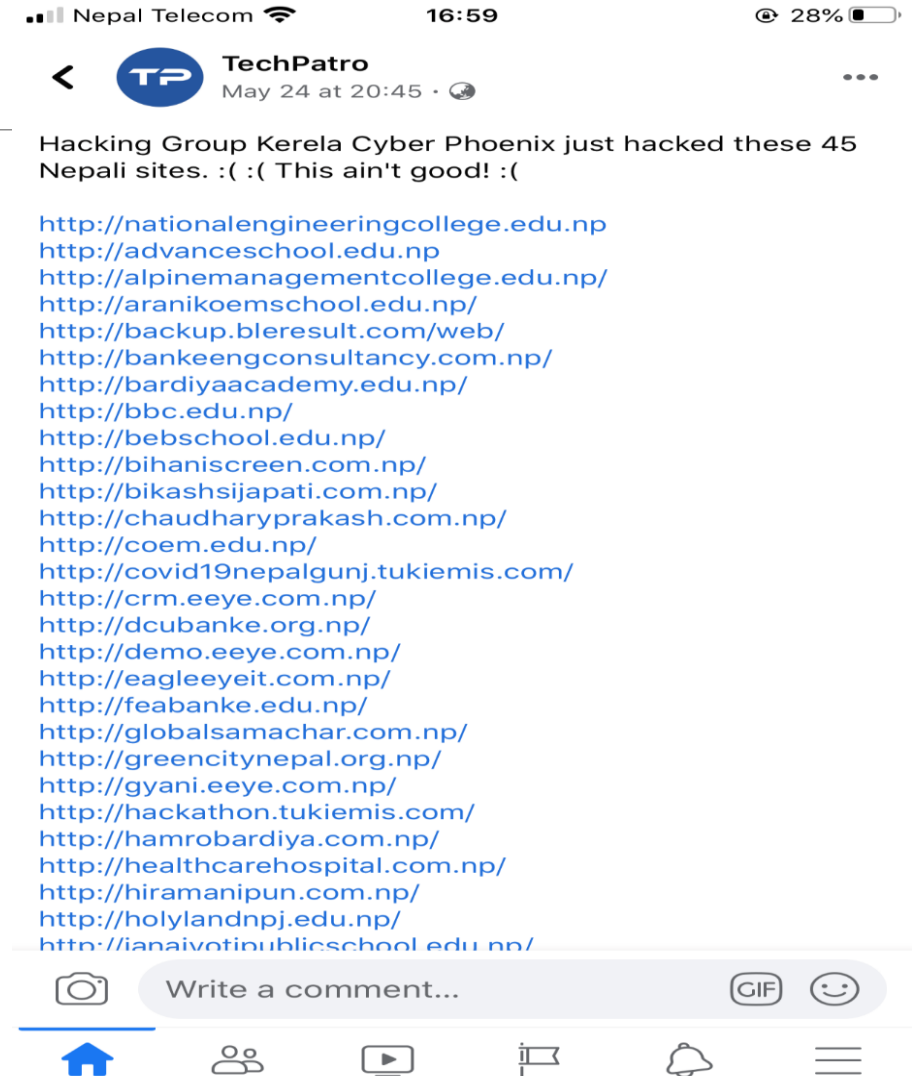 Nepal Telecom 16:59 28%
TP TechPatro
May 24 at 20:45 ·
Hacking Group Kerela Cyber Phoenix just hacked these 45
Nepali sites. :( :( This ain't good! :(
http://nationalengineeringcollege.edu.np
http://advanceschool.edu.np
http://alpinemanagementcollege.edu.np/
http://aranikoemschool.edu.np/
http://backup.bleresult.com/web/
http://bankeengconsultancy.com.np/
http://bardiyaacademy.edu.np/
http://bbc.edu.np/
http://bebschool.edu.np/
http://bihaniscreen.com.np/
http://bikashsijapati.com.np/
http://chaudharyprakash.com.np/
http://coem.edu.np/
http://covid19nepalgunj.tukiemis.com/
http://crm.eeye.com.np/
http://dcubanke.org.np/
http://demo.eeye.com.np/
http://eagleeyeit.com.np/
http://feabanke.edu.np/
http://globalsamachar.com.np/
http://greencitynepal.org.np/
http://gyani.eeye.com.np/
http://hackathon.tukiemis.com/
http://hamrobardiya.com.np/
http://healthcarehospital.com.np/
http://hiramanipun.com.np/
http://holylandnpj.edu.np/
http://janajyotipublicschool.edu.np/
Write a comment... GIF